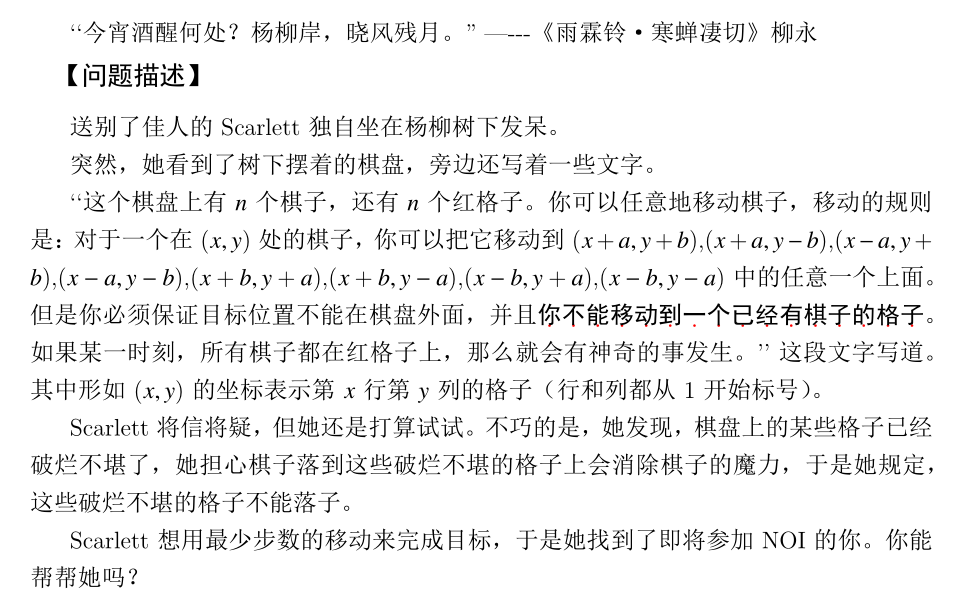 “今宵酒醒何处？杨柳岸，晓风残月。” —---《雨霖铃·寒蝉凄切》柳永
【问题描述】
送别了佳人的 Scarlett 独自坐在杨柳树下发呆。
突然，她看到了树下摆着的棋盘，旁边还写着一些文字。
“这个棋盘上有 n 个棋子，还有 n 个红格子。你可以任意地移动棋子，移动的规则
是：对于一个在 (x,y) 处的棋子，你可以把它移动到 (x+a,y+b),(x+a,y−b),(x−a,y+
b),(x−a,y−b),(x+b,y+a),(x+b,y−a),(x−b,y+a),(x−b,y−a) 中的任意一个上面。
但是你必须保证目标位置不能在棋盘外面，并且你不能移动到一个已经有棋子的格子。
如果某一时刻，所有棋子都在红格子上，那么就会有神奇的事发生。” 这段文字写道。
其中形如 (x,y) 的坐标表示第 x 行第 y 列的格子（行和列都从 1 开始标号）。
Scarlett 将信将疑，但她还是打算试试。不巧的是，她发现，棋盘上的某些格子已经
破烂不堪了，她担心棋子落到这些破烂不堪的格子上会消除棋子的魔力，于是她规定，
这些破烂不堪的格子不能落子。
Scarlett 想用最少步数的移动来完成目标，于是她找到了即将参加 NOI 的你。你能
帮帮她吗？